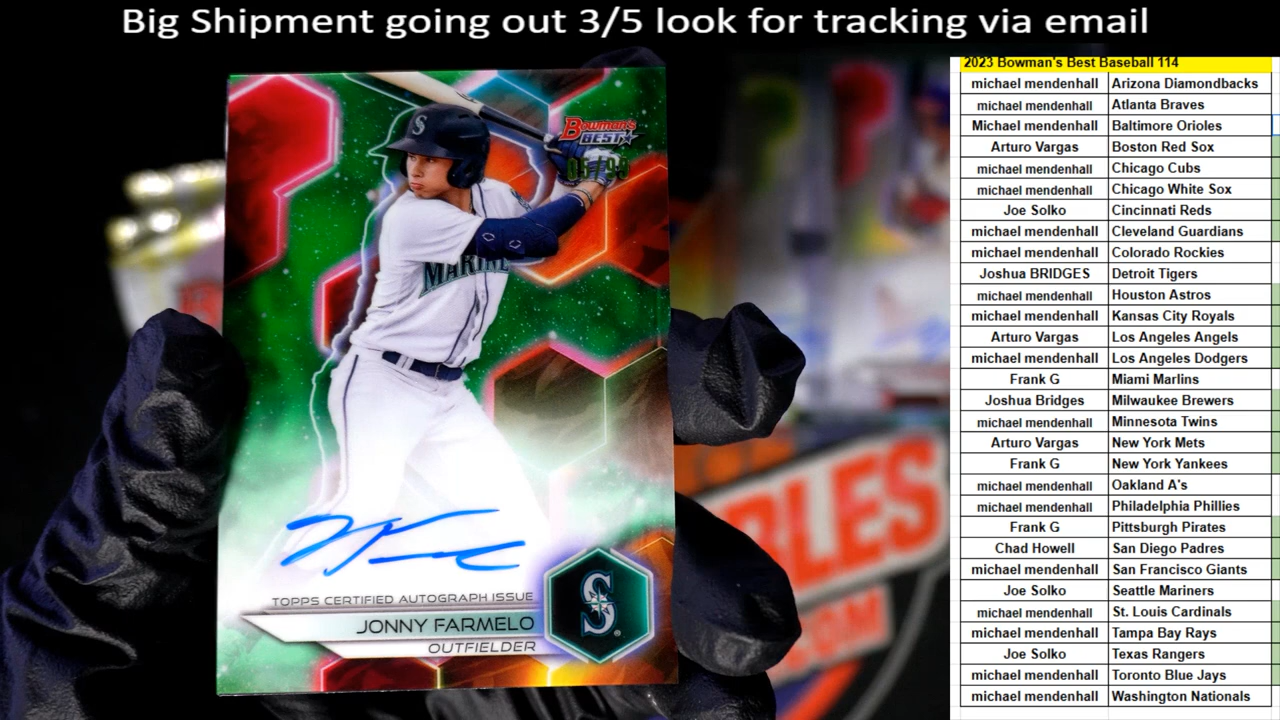 Big Shipment going out 3/5 look for tracking via email
Bowman's
BEST
05/99
S
MARINE
TOPPS CERTIFIED AUTOGRAPH ISSUE
JONNY FARMELO
OUTFIELDER
S
BLES
.COM
2023 Bowman's Best Baseball 114
michael mendenhall Arizona Diamondbacks
michael mendenhall Atlanta Braves
Michael mendenhall Baltimore Orioles
Arturo Vargas Boston Red Sox
michael mendenhall Chicago Cubs
michael mendenhall Chicago White Sox
Joe Solko Cincinnati Reds
michael mendenhall Cleveland Guardians
michael mendenhall Colorado Rockies
Joshua BRIDGES Detroit Tigers
michael mendenhall Houston Astros
michael mendenhall Kansas City Royals
Arturo Vargas Los Angeles Angels
michael mendenhall Los Angeles Dodgers
Frank G Miami Marlins
Joshua Bridges Milwaukee Brewers
michael mendenhall Minnesota Twins
Arturo Vargas New York Mets
Frank G New York Yankees
michael mendenhall Oakland A's
michael mendenhall Philadelphia Phillies
Frank G Pittsburgh Pirates
Chad Howell San Diego Padres
michael mendenhall San Francisco Giants
Joe Solko Seattle Mariners
michael mendenhall St. Louis Cardinals
michael mendenhall Tampa Bay Rays
Joe Solko Texas Rangers
michael mendenhall Toronto Blue Jays
michael mendenhall Washington Nationals